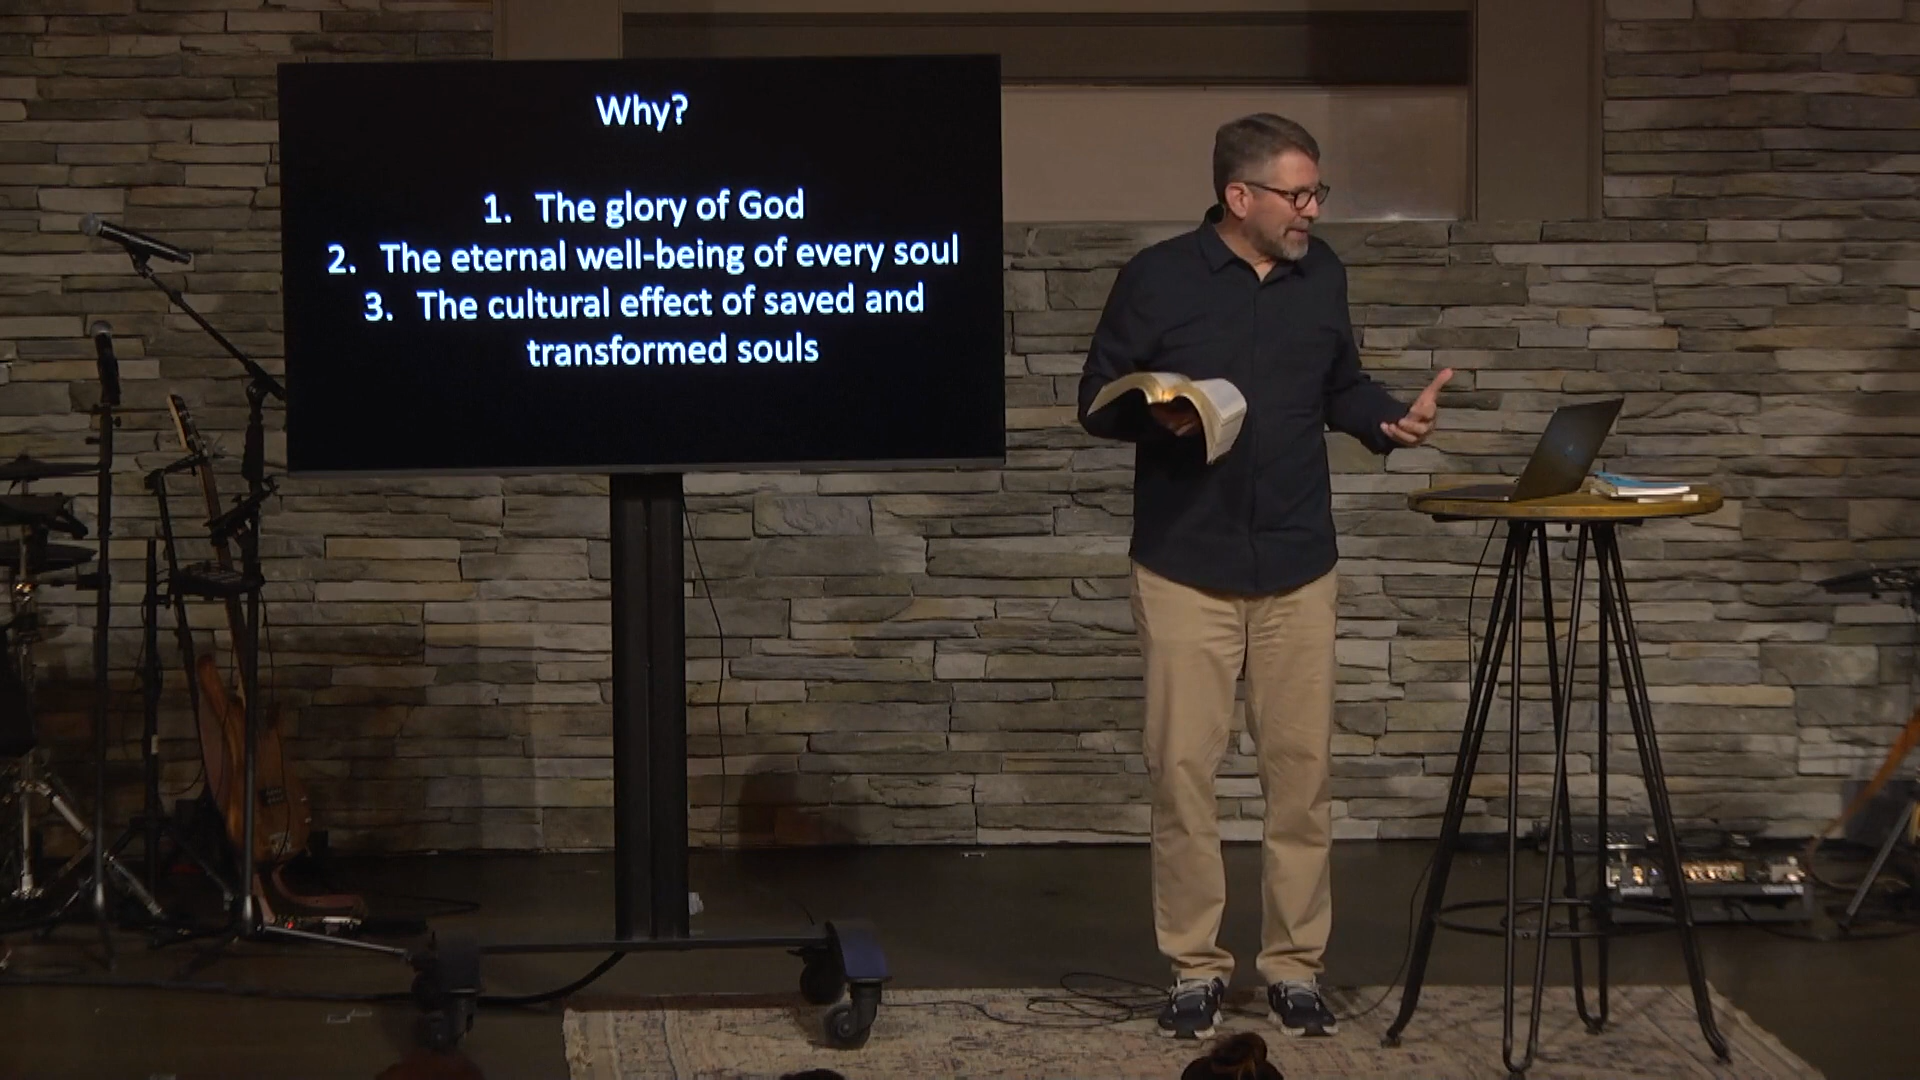 Why?
1. The glory of God
2. The eternal well-being of every soul
3. The cultural effect of saved and
transformed souls